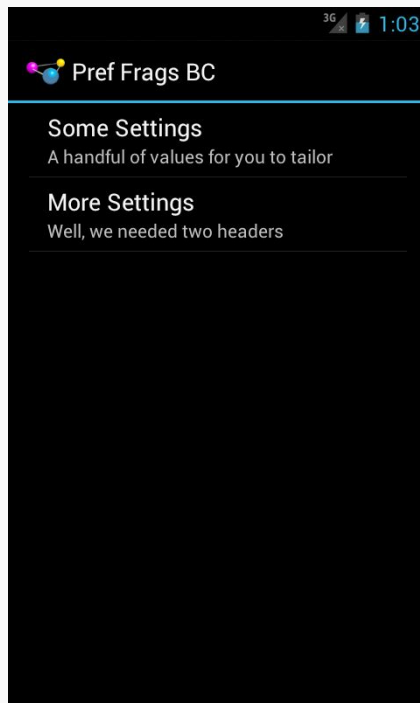 3G 1:03
Pref Frags BC
Some Settings
A handful of values for you to tailor
More Settings
Well, we needed two headers